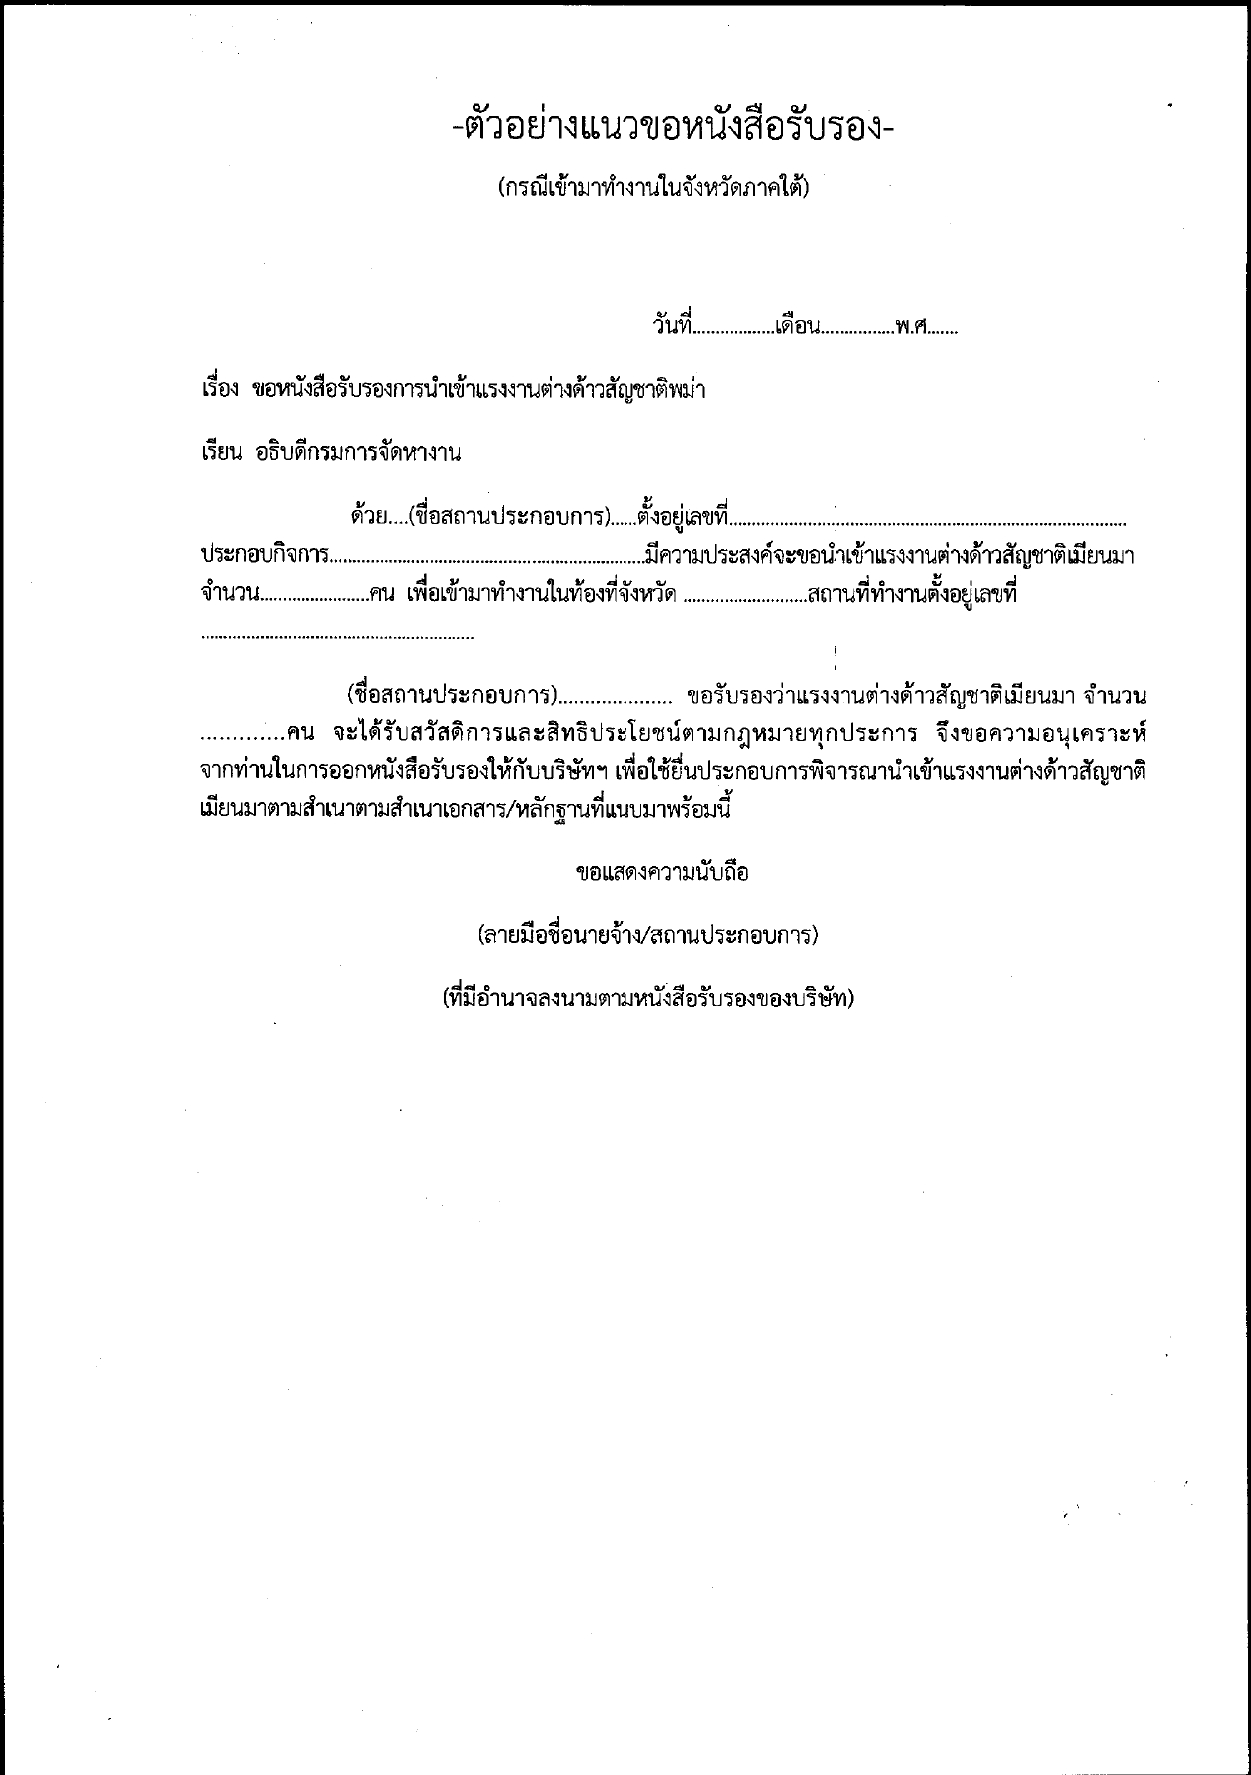 -ตัวอย่างแนวขอหนังสือรับรอง-
(กรณีเข้ามาทำงานในจังหวัดภาคใต้)
วันที่..................เดือน................พ.ศ.......
เรื่อง ขอหนังสือรับรองการนำเข้าแรงงานต่างด้าวสัญชาติพม่า
เรียน อธิบดีกรมการจัดหางาน
ด้วย....(ชื่อสถานประกอบการ)......ตั้งอยู่เลขที่........................................................................................
ประกอบกิจการ.....................................................................มีความประสงค์จะขอนำเข้าแรงงานต่างด้าวสัญชาติเมียนมา
จำนวน........................คน เพื่อเข้ามาทำงานในท้องที่จังหวัด ...........................สถานที่ทำงานตั้งอยู่เลขที่
.............................................................
(ชื่อสถานประกอบการ)..................... ขอรับรองว่าแรงงานต่างด้าวสัญชาติเมียนมา จำนวน
.............คน จะได้รับสวัสดิการและสิทธิประโยชน์ตามกฎหมายทุกประการ จึงขอความอนุเคราะห์
จากท่านในการออกหนังสือรับรองให้กับบริษัทฯ เพื่อใช้ยื่นประกอบการพิจารณานำเข้าแรงงานต่างด้าวสัญชาติ
เมียนมาตามสำเนาตามสำเนาเอกสาร/หลักฐานที่แนบมาพร้อมนี้
ขอแสดงความนับถือ
(ลายมือชื่อนายจ้าง/สถานประกอบการ)
(ที่มีอำนาจลงนามตามหนังสือรับรองของบริษัท)